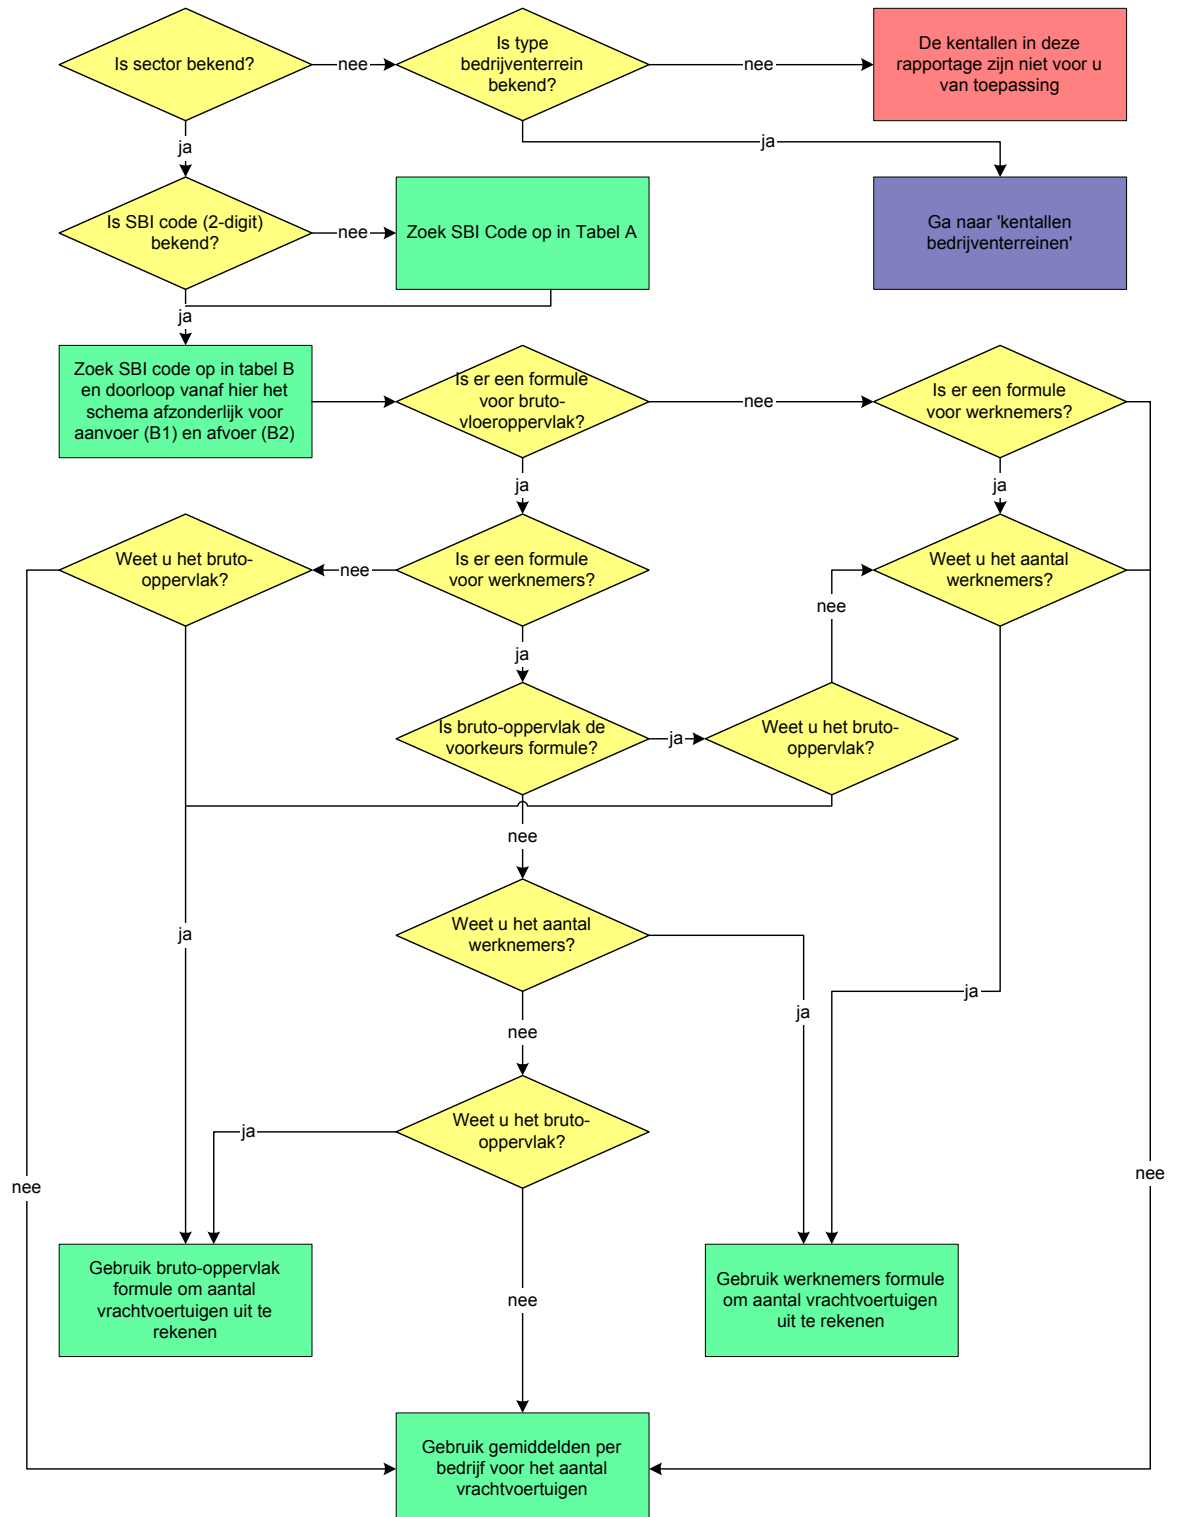 Is sector bekend?
nee
Is type
bedrijventerrein
bekend?
nee
De kentallen in deze
rapportage zijn niet voor u
van toepassing
ja
ja
Is SBI code (2-digit)
bekend?
nee
Zoek SBI Code op in Tabel A
Ga naar 'kentallen
bedrijventerreinen'
ja
Zoek SBI code op in tabel B
en doorloop vanaf hier het
schema afzonderlijk voor
aanvoer (B1) en afvoer (B2)
Is er een formule
voor bruto-
vloeroppervlak?
nee
Is er een formule
voor werknemers?
ja
ja
Weet u het bruto-
oppervlak?
nee
Is er een formule
voor werknemers?
Weet u het aantal
werknemers?
nee
ja
Is bruto-oppervlak de
voorkeurs formule?
ja
Weet u het bruto-
oppervlak?
nee
Weet u het aantal
werknemers?
ja
ja
ja
nee
Weet u het bruto-
oppervlak?
ja
nee
nee
Gebruik bruto-oppervlak
formule om aantal
vrachtvoertuigen uit te
rekenen
nee
Gebruik werknemers formule
om aantal vrachtvoertuigen
uit te rekenen
Gebruik gemiddelden per
bedrijf voor het aantal
vrachtvoertuigen